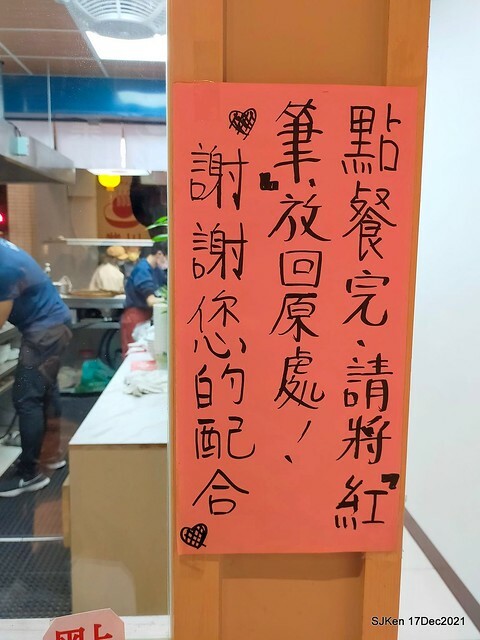 點餐完、請將『紅
筆』放回原處！
謝謝您的配合
點
SJKen 17Dec2021